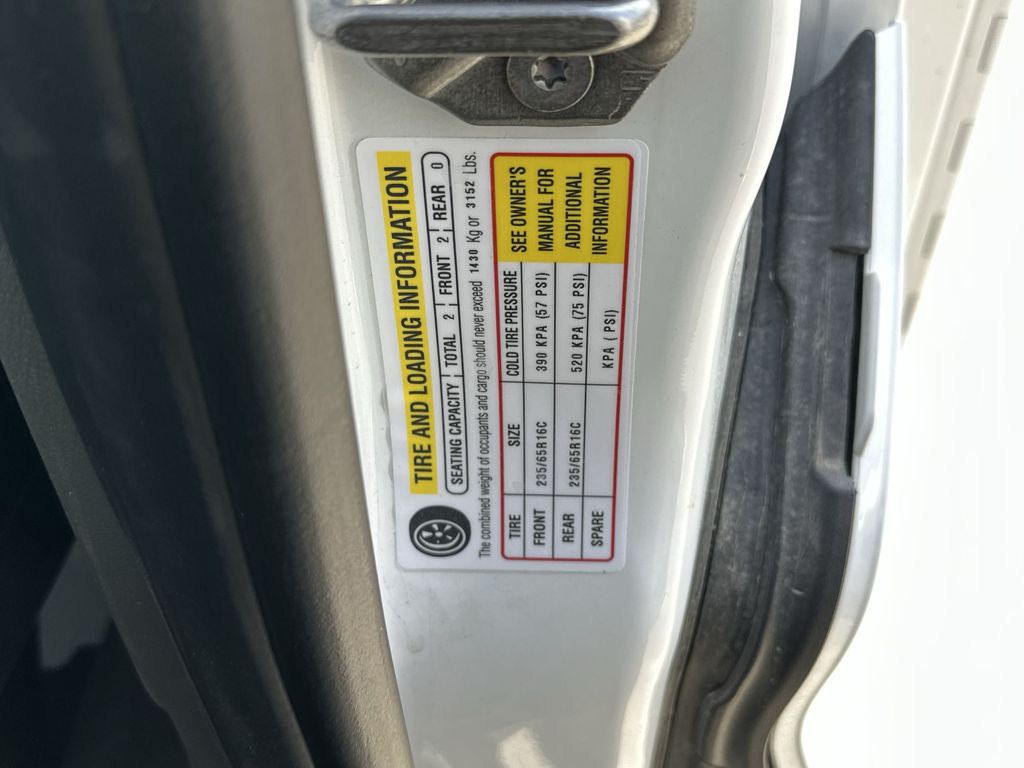 TIRE AND LOADING INFORMATION
SEATING CAPACITY TOTAL 2 FRONT 2 REAR 0
The combined weight of occupants and cargo should never exceed 1430 Kg or 3152 Lbs.
TIRE SIZE COLD TIRE PRESSURE
FRONT 235/65R16C 390 KPA (57 PSI)
REAR 235/65R16C 520 KPA (75 PSI)
SPARE KPA ( PSI)
SEE OWNER'S
MANUAL FOR
ADDITIONAL
INFORMATION